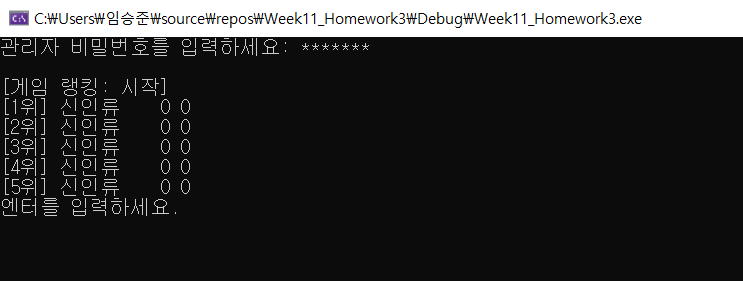 C:\Users\임승준\source\repos\Week11_Homework3\Debug\Week11_Homework3.exe
관리자 비밀번호를 입력하세요: *******
[게임 랭킹: 시작]
[1위] 신인류    0 0
[2위] 신인류    0 0
[3위] 신인류    0 0
[4위] 신인류    0 0
[5위] 신인류    0 0
엔터를 입력하세요.